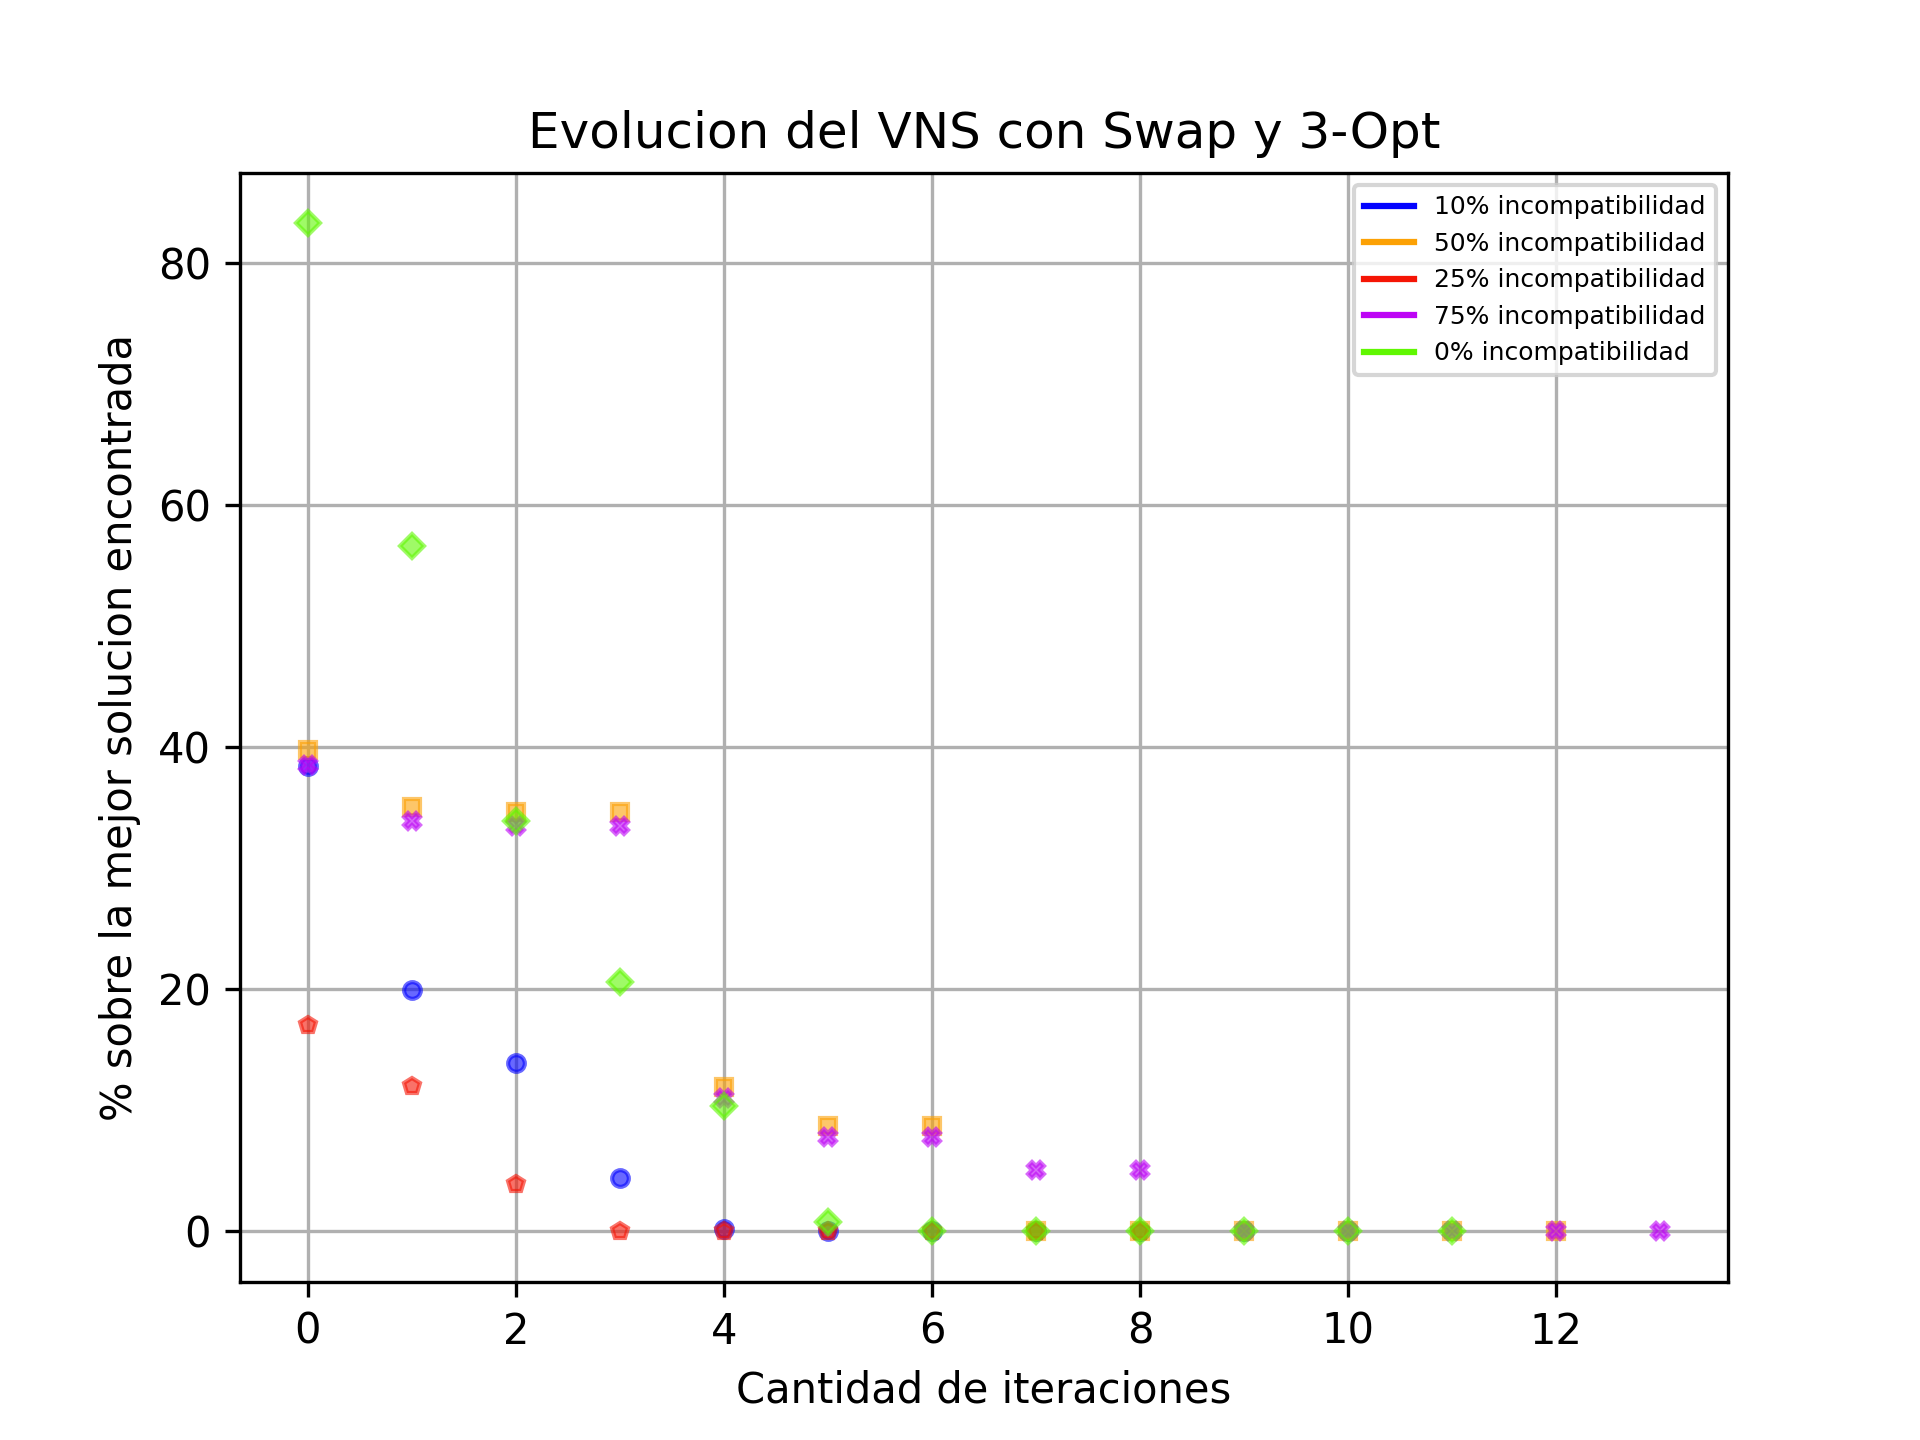 Evolucion del VNS con Swap y 3-Opt
10% incompatibilidad
50% incompatibilidad
25% incompatibilidad
75% incompatibilidad
0% incompatibilidad
% sobre la mejor solucion encontrada
80
60
40
20
0
0 2 4 6 8 10 12
Cantidad de iteraciones